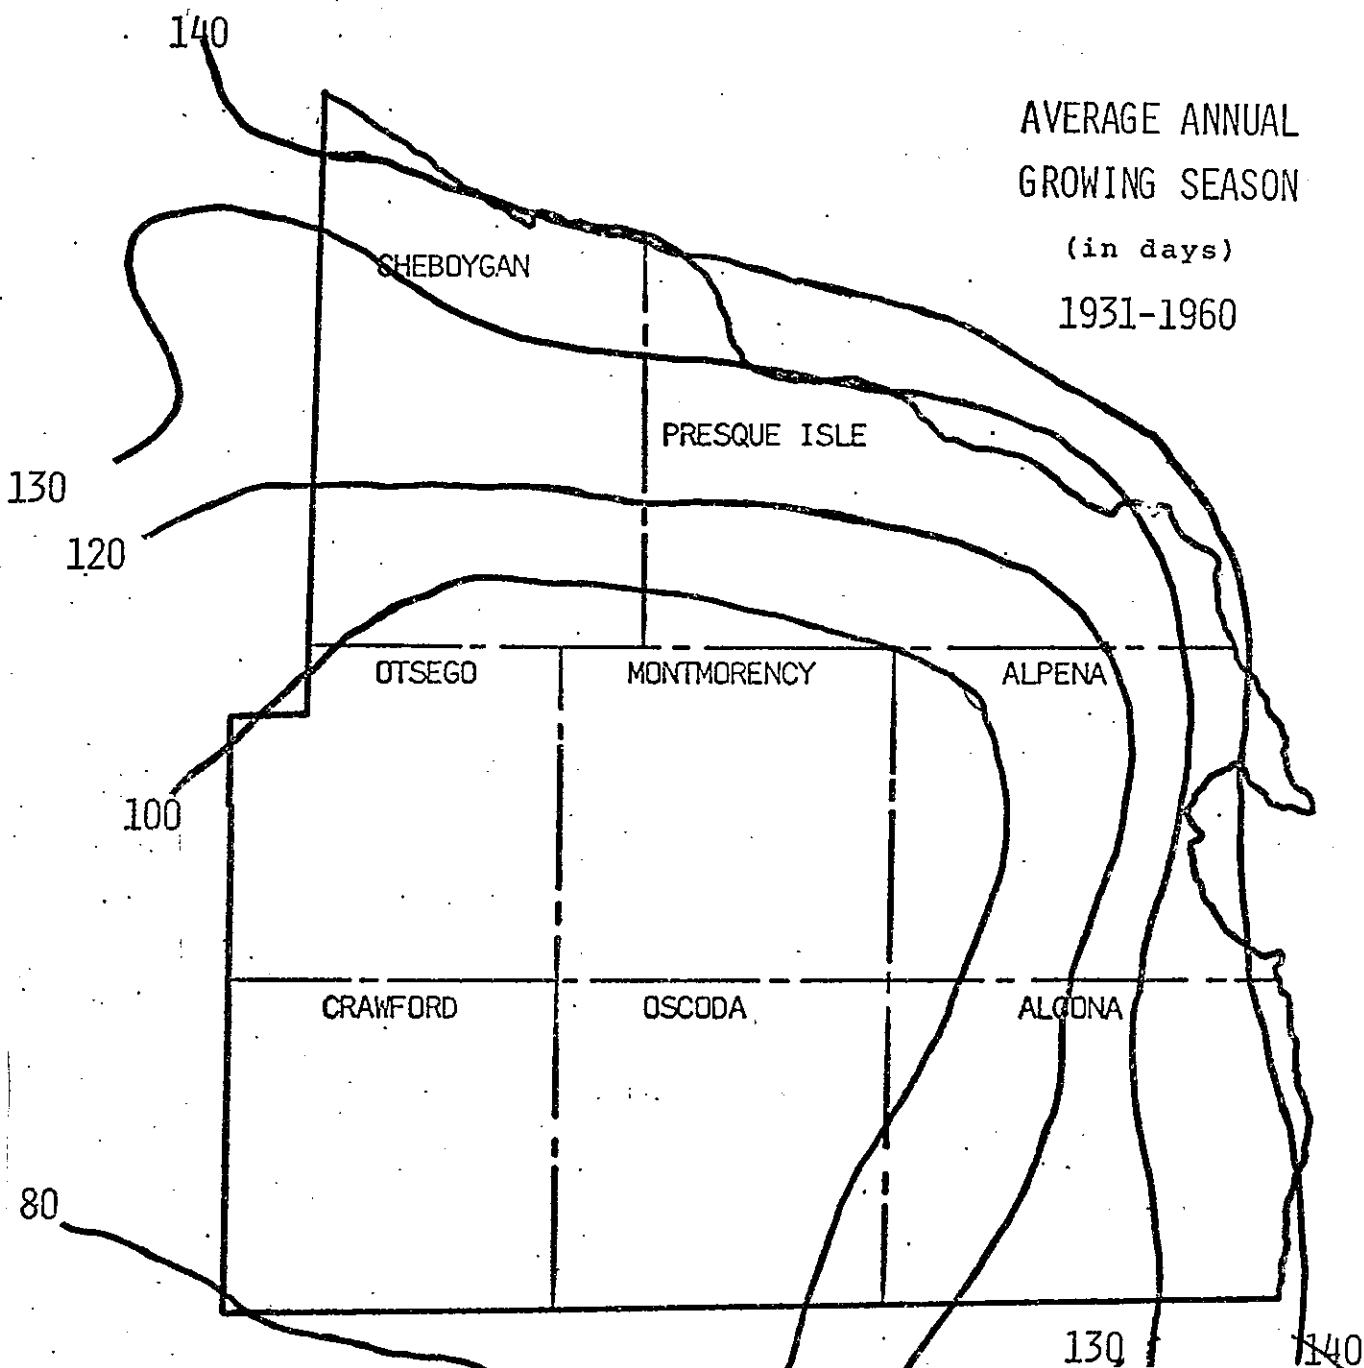 140
AVERAGE ANNUAL
GROWING SEASON
(in days)
1931-1960
CHEBOYGAN
PRESQUE ISLE
130
120
OTSEGO
MONTMORENCY
ALPENA
100
CRAWFORD
OSCODA
ALCONA
80
130
140